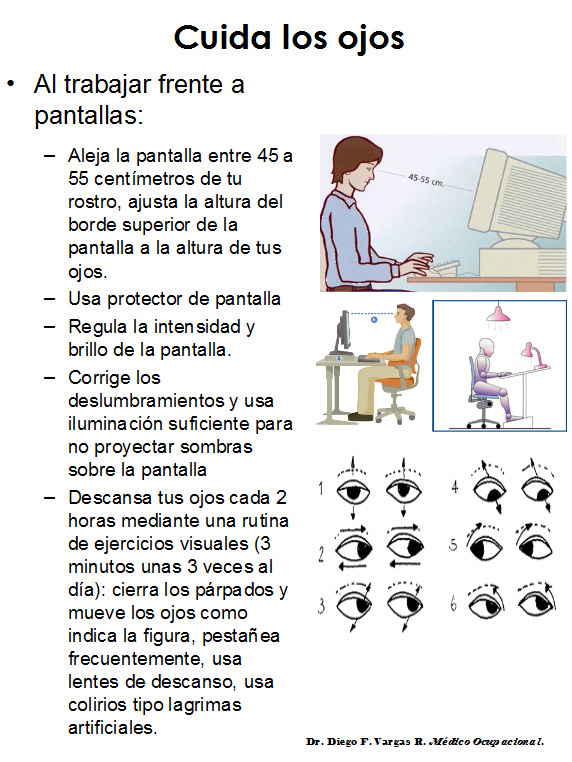 Cuida los ojos
• Al trabajar frente a
pantallas:
– Aleja la pantalla entre 45 a
55 centímetros de tu
rostro, ajusta la altura del
borde superior de la
pantalla a la altura de tus
ojos.
– Usa protector de pantalla
– Regula la intensidad y
brillo de la pantalla.
– Corrige los
deslumbramientos y usa
iluminación suficiente para
no proyectar sombras
sobre la pantalla
– Descansa tus ojos cada 2
horas mediante una rutina
de ejercicios visuales (3
minutos unas 3 veces al
día): cierra los párpados y
mueve los ojos como
indica la figura, pestañea
frecuentemente, usa
lentes de descanso, usa
colirios tipo lagrimas
artificiales.
45-55 cm.
1
4
2
5
3
6
Dr. Diego F. Vargas R. Médico Ocupacional.